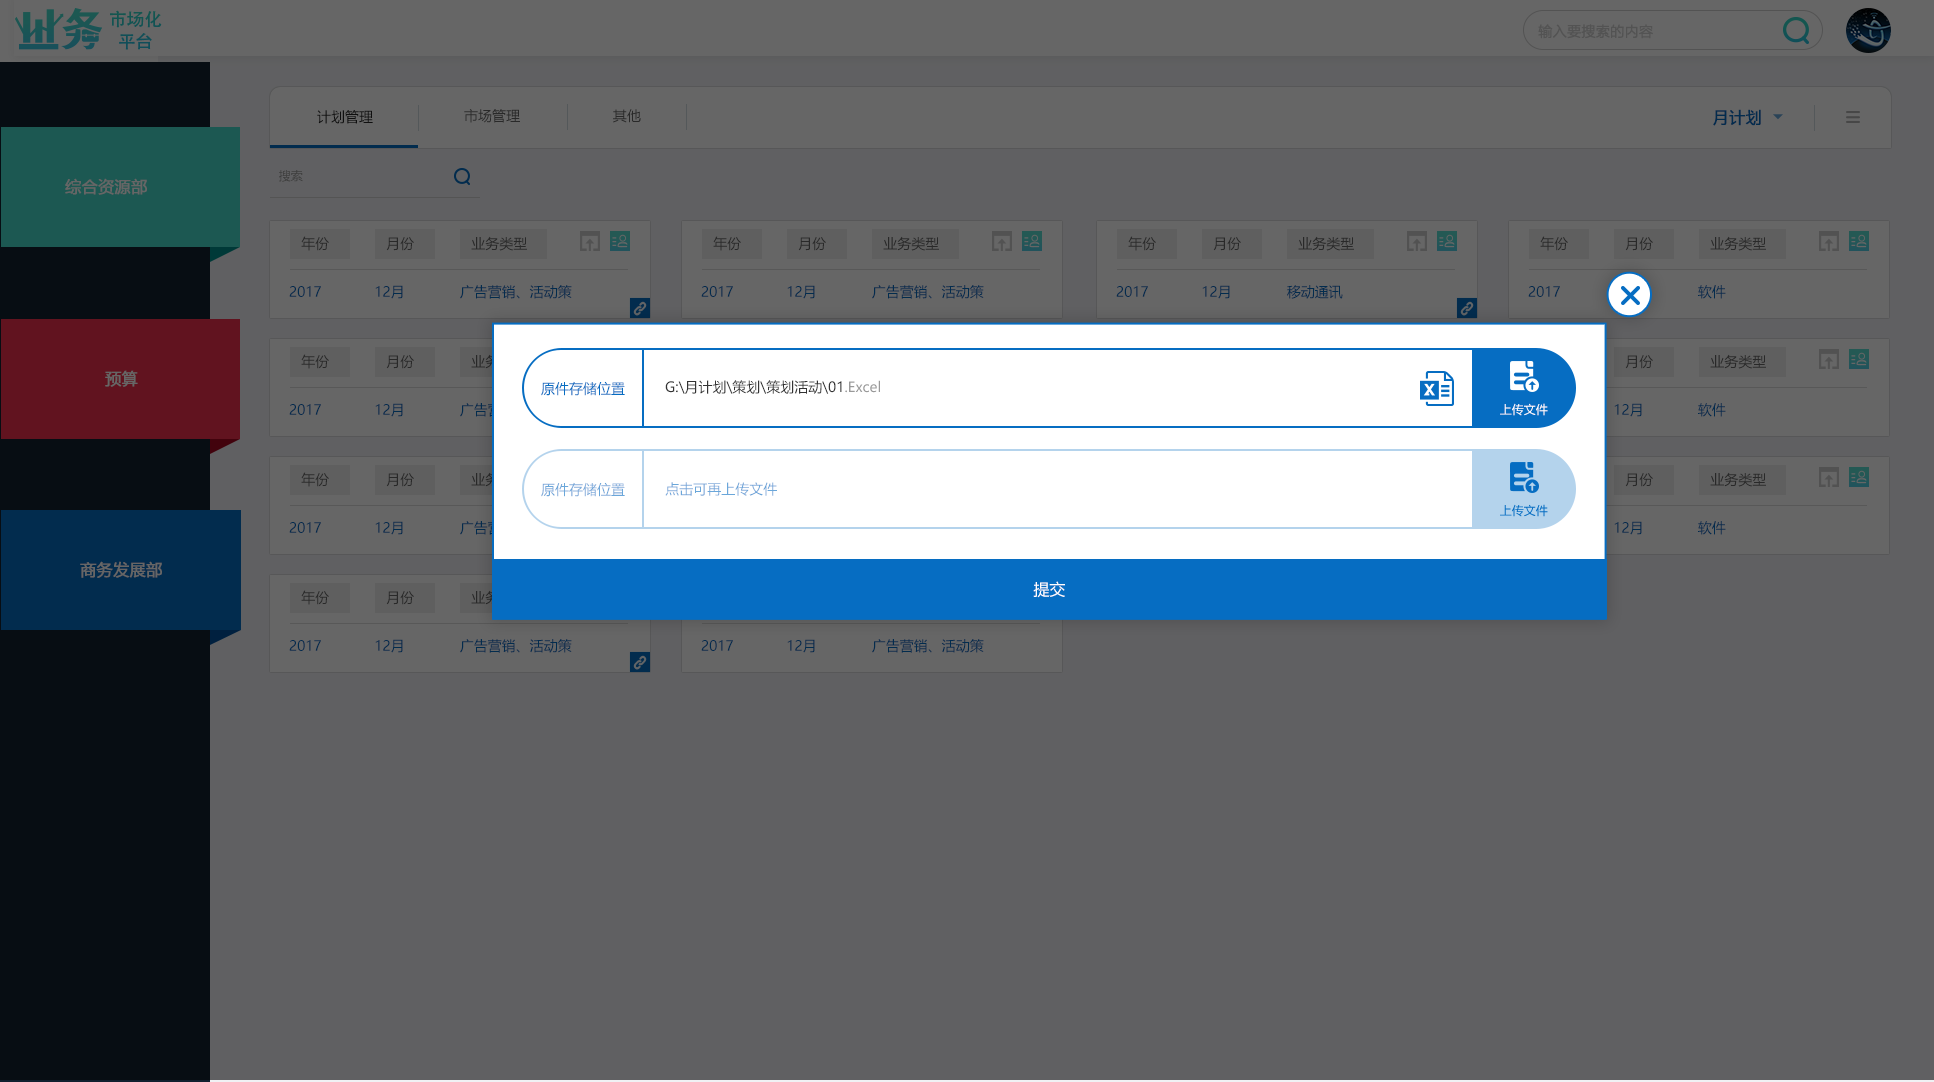 业务 市场化
平台
输入要搜索的内容
计划管理 市场管理 其他 月计划
搜索
综合资源部
预算
商务发展部
年份 月份 业务类型 年份 月份 业务类型 年份 月份 业务类型 年份 月份 业务类型
2017 12月 广告营销、活动策 2017 12月 广告营销、活动策 2017 12月 移动通讯 2017 软件
年份 月份 业务 月份 业务类型
2017 12月 广告营 12月 软件
年份 月份 业务 月份 业务类型
2017 12月 广告营 12月 软件
年份 月份 业务
2017 12月 广告营销、活动策 2017 12月 广告营销、活动策
原件存储位置 G:\月计划\策划\策划活动\01.Excel 上传文件
原件存储位置 点击可再上传文件 上传文件
提交